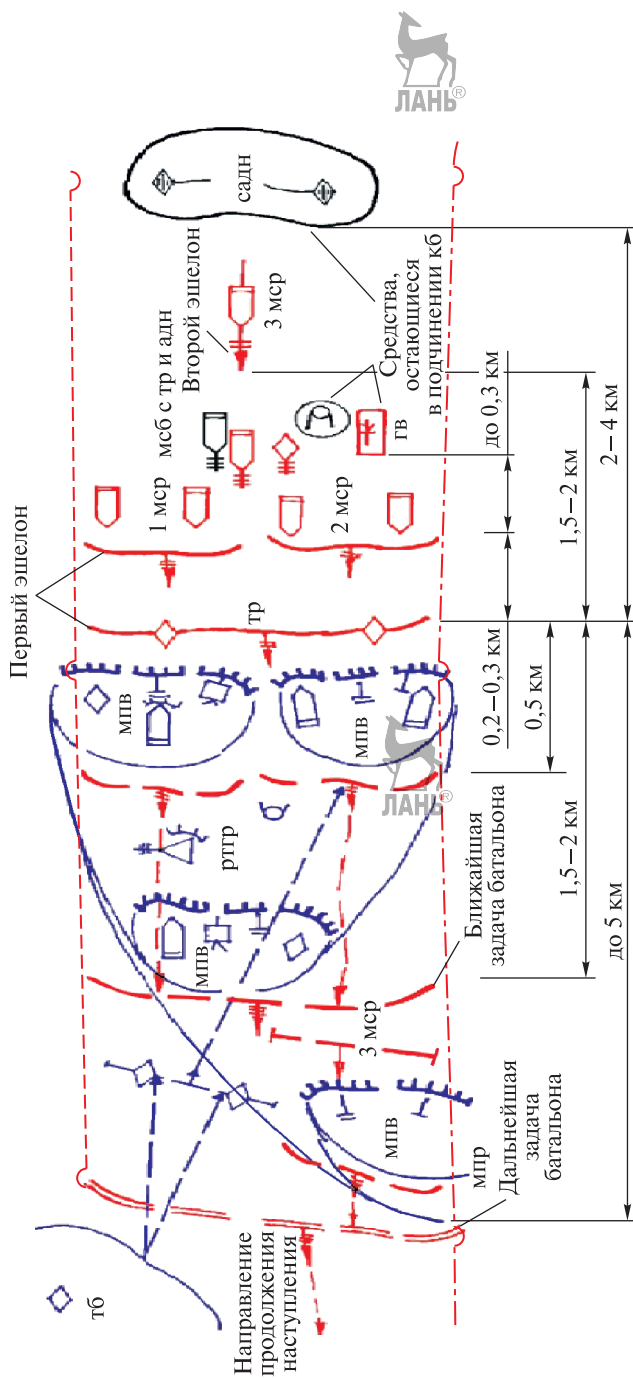 Первый эшелон
мсб с тр и адн
Второй эшелон
садн
3 мср
1 мср
2 мср
гв
Средства,
остающиеся
в подчинении кб
тр
мпв
мпв
ртгр
мпв
3 мср
мпв
мпр
тб
Ближайшая
задача батальона
Дальнейшая
задача
батальона
Направление
продолжения
наступления
до 0,3 км
0,2–0,3 км
0,5 км
1,5–2 км
1,5–2 км
2–4 км
до 5 км
ЛАНЬ®
ЛАНЬ®